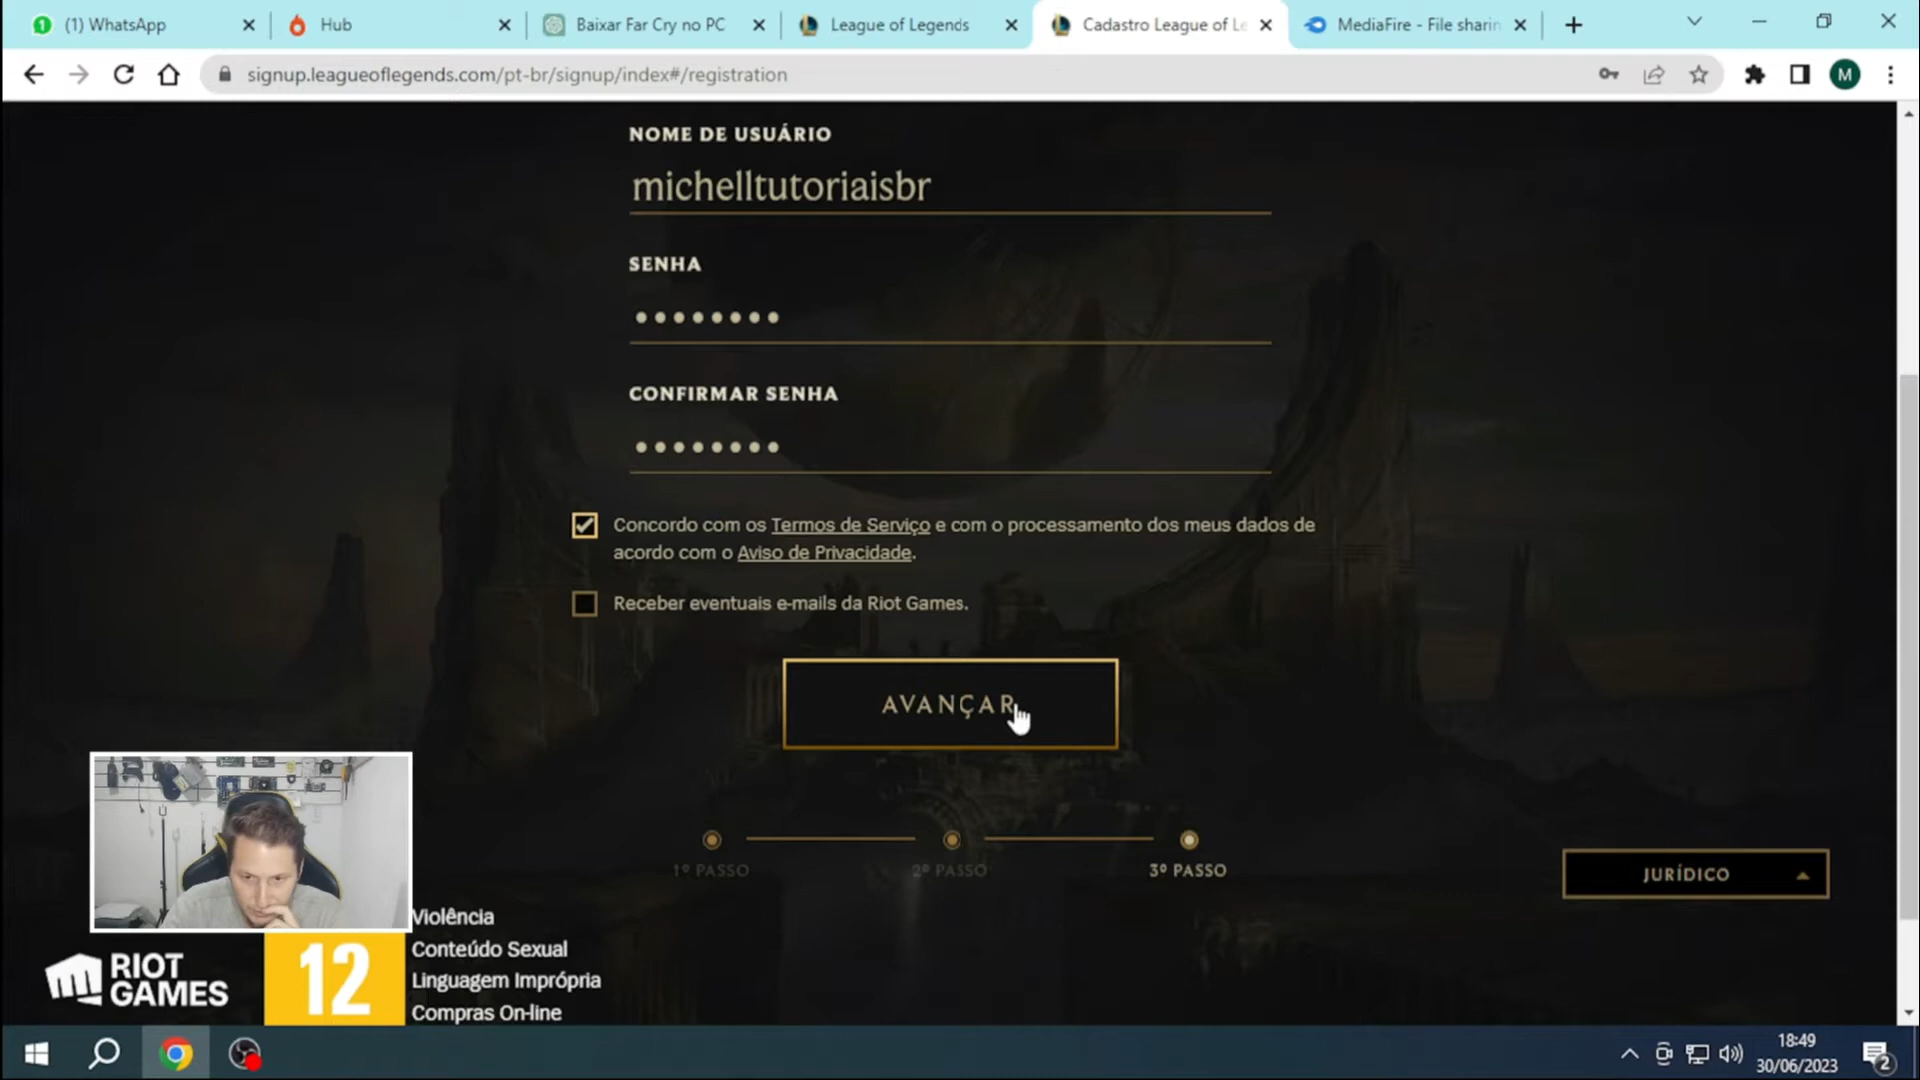 (1) WhatsApp
Hub
Baixar Far Cry no PC
League of Legends
Cadastro League of Le
MediaFire - File sharin
signup.leagueoflegends.com/pt-br/signup/index#/registration
M
NOME DE USUÁRIO
michelltutoriaisbr
SENHA
CONFIRMAR SENHA
Concordo com os Termos de Serviço e com o processamento dos meus dados de
acordo com o Aviso de Privacidade.
Receber eventuais e-mails da Riot Games.
AVANÇAR
1º PASSO
2º PASSO
3º PASSO
JURÍDICO
RIOT
GAMES
12
Violência
Conteúdo Sexual
Linguagem Imprópria
Compras On-line
18:49
30/06/2023
2